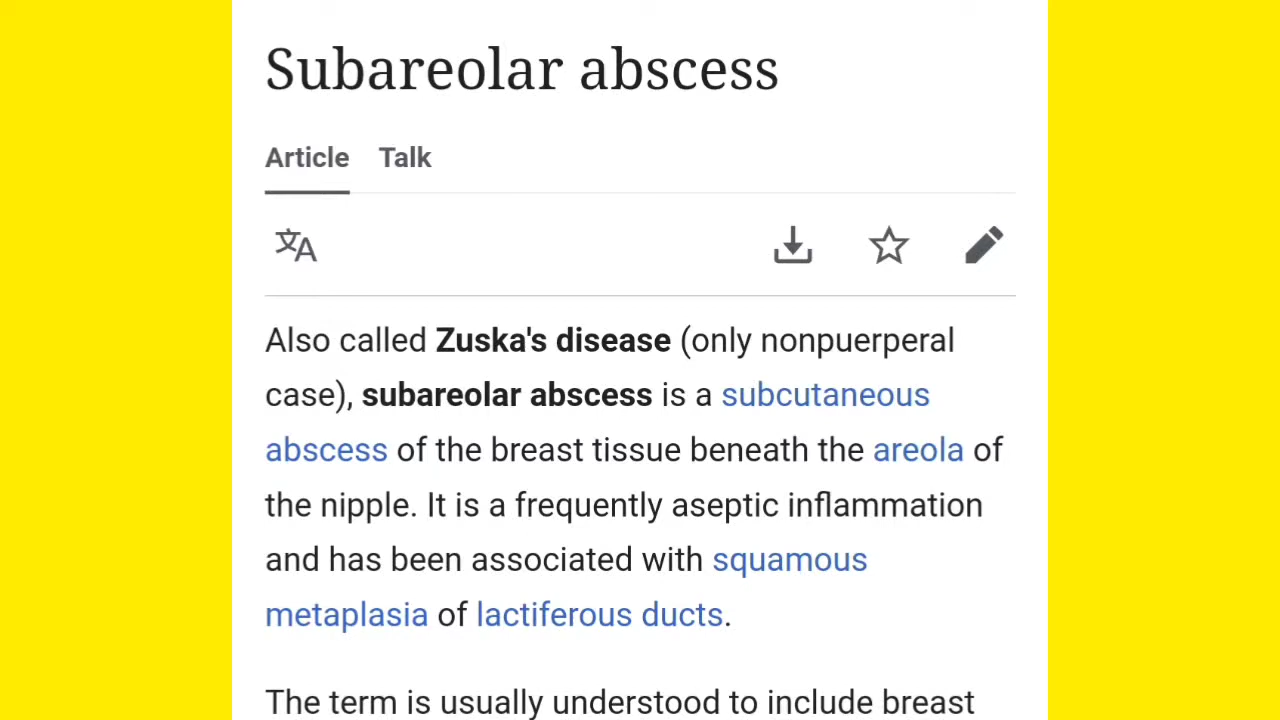 Subareolar abscess
Article Talk
Also called Zuska's disease (only nonpuerperal
case), subareolar abscess is a subcutaneous
abscess of the breast tissue beneath the areola of
the nipple. It is a frequently aseptic inflammation
and has been associated with squamous
metaplasia of lactiferous ducts.
The term is usually understood to include breast